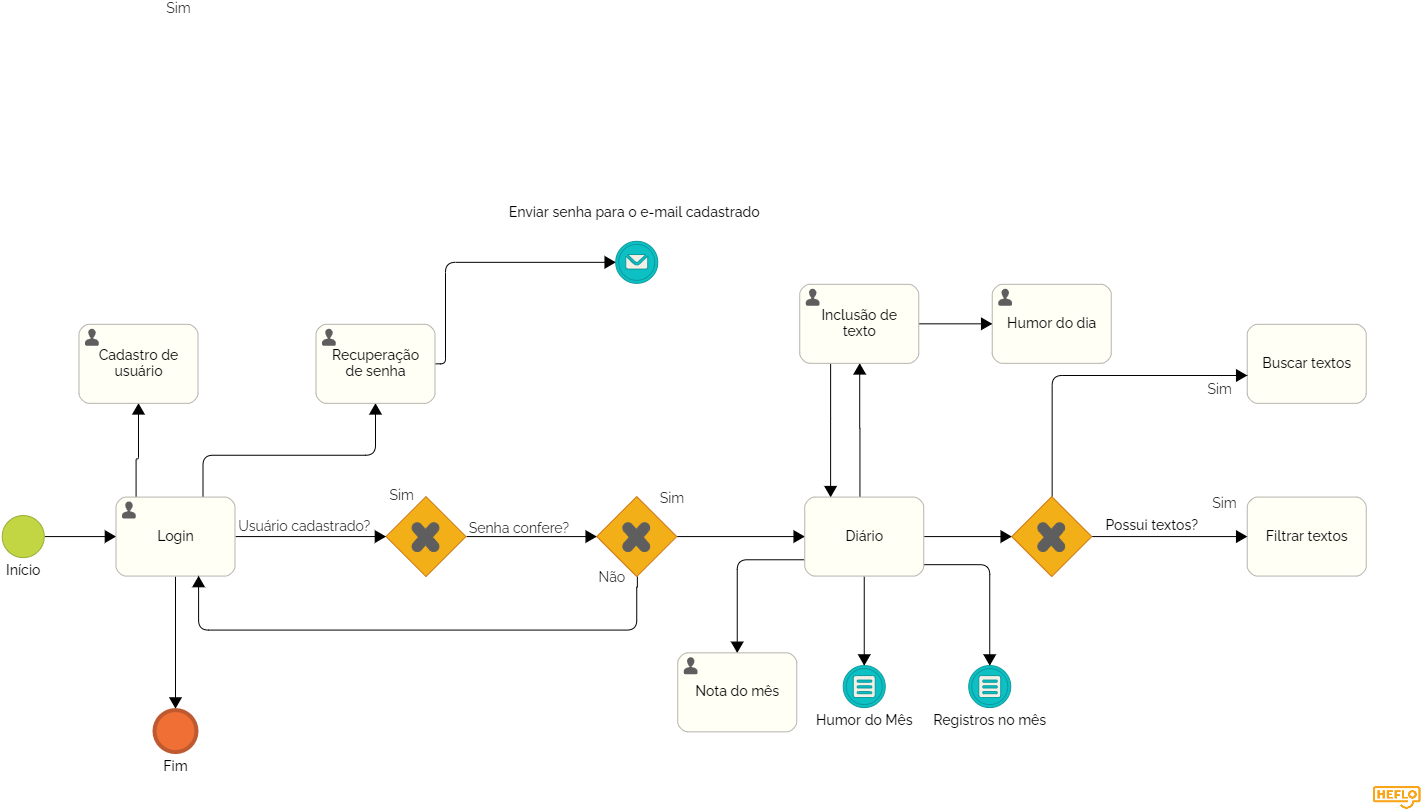 Sim
Enviar senha para o e-mail cadastrado
Inclusão de
texto
Humor do dia
Cadastro de
usuário
Recuperação
de senha
Buscar textos
Sim
Sim
Sim
Sim
Usuário cadastrado?
Senha confere?
Possui textos?
Login
Diário
Filtrar textos
Início
Não
Nota do mês
Humor do Mês
Registros no mês
Fim
HEFLO